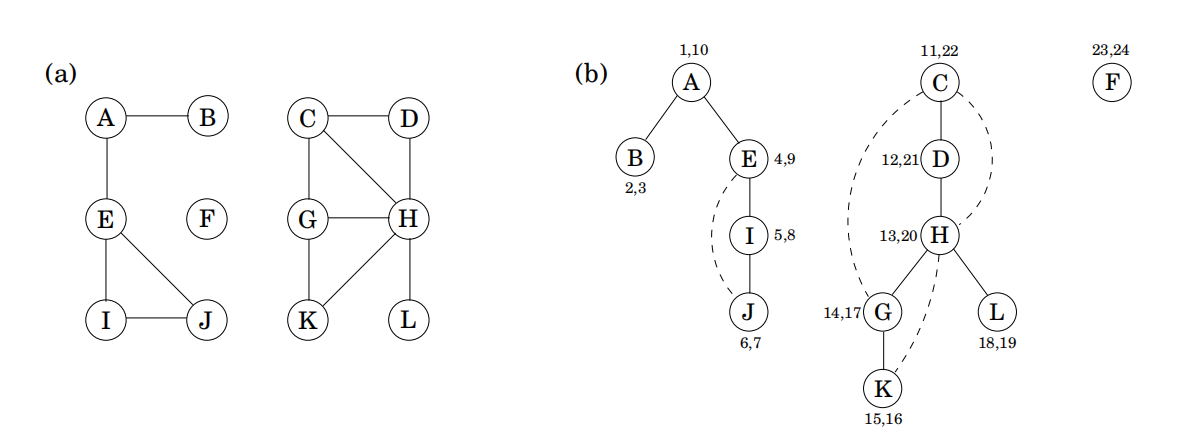 (a)
A B C D
E F G H
I J K L
(b)
1,10 11,22 23,24
A C F
B E 4,9 12,21 D
2,3
I 5,8 13,20 H
J 14,17 G L
6,7 18,19
K
15,16